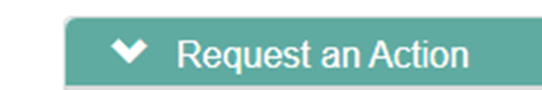 Request an Action